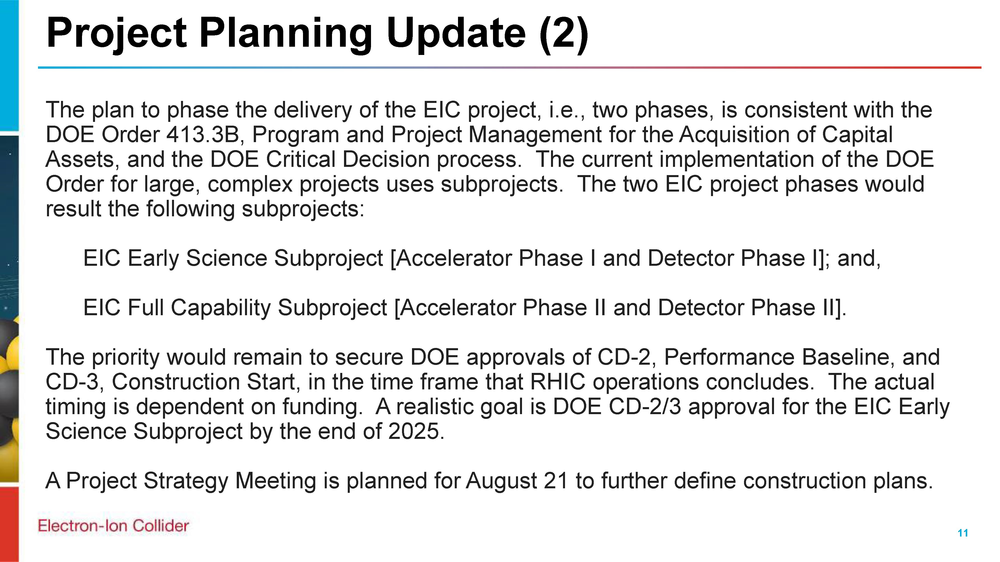 Project Planning Update (2)
The plan to phase the delivery of the EIC project, i.e., two phases, is consistent with the
DOE Order 413.3B, Program and Project Management for the Acquisition of Capital
Assets, and the DOE Critical Decision process. The current implementation of the DOE
Order for large, complex projects uses subprojects. The two EIC project phases would
result the following subprojects:
EIC Early Science Subproject [Accelerator Phase I and Detector Phase I]; and,
EIC Full Capability Subproject [Accelerator Phase II and Detector Phase II].
The priority would remain to secure DOE approvals of CD-2, Performance Baseline, and
CD-3, Construction Start, in the time frame that RHIC operations concludes. The actual
timing is dependent on funding. A realistic goal is DOE CD-2/3 approval for the EIC Early
Science Subproject by the end of 2025.
A Project Strategy Meeting is planned for August 21 to further define construction plans.
Electron-Ion Collider
11